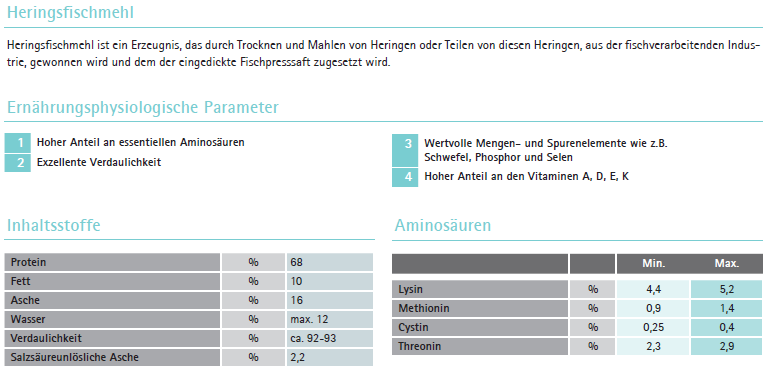 Heringsfischmehl
Heringsfischmehl ist ein Erzeugnis, das durch Trocknen und Mahlen von Heringen oder Teilen von diesen Heringen, aus der fischverarbeitenden Indus-
trie, gewonnen wird und dem der eingedickte Fischpresssaft zugesetzt wird.
Ernährungsphysiologische Parameter
1 Hoher Anteil an essentiellen Aminosäuren
2 Exzellente Verdaulichkeit
3 Wertvolle Mengen- und Spurenelemente wie z.B.
Schwefel, Phosphor und Selen
4 Hoher Anteil an den Vitaminen A, D, E, K
Inhaltsstoffe
Protein % 68
Fett % 10
Asche % 16
Wasser % max. 12
Verdaulichkeit % ca. 92-93
Salzsäureunlösliche Asche % 2,2
Aminosäuren
Min. Max.
Lysin % 4,4 5,2
Methionin % 0,9 1,4
Cystin % 0,25 0,4
Threonin % 2,3 2,9